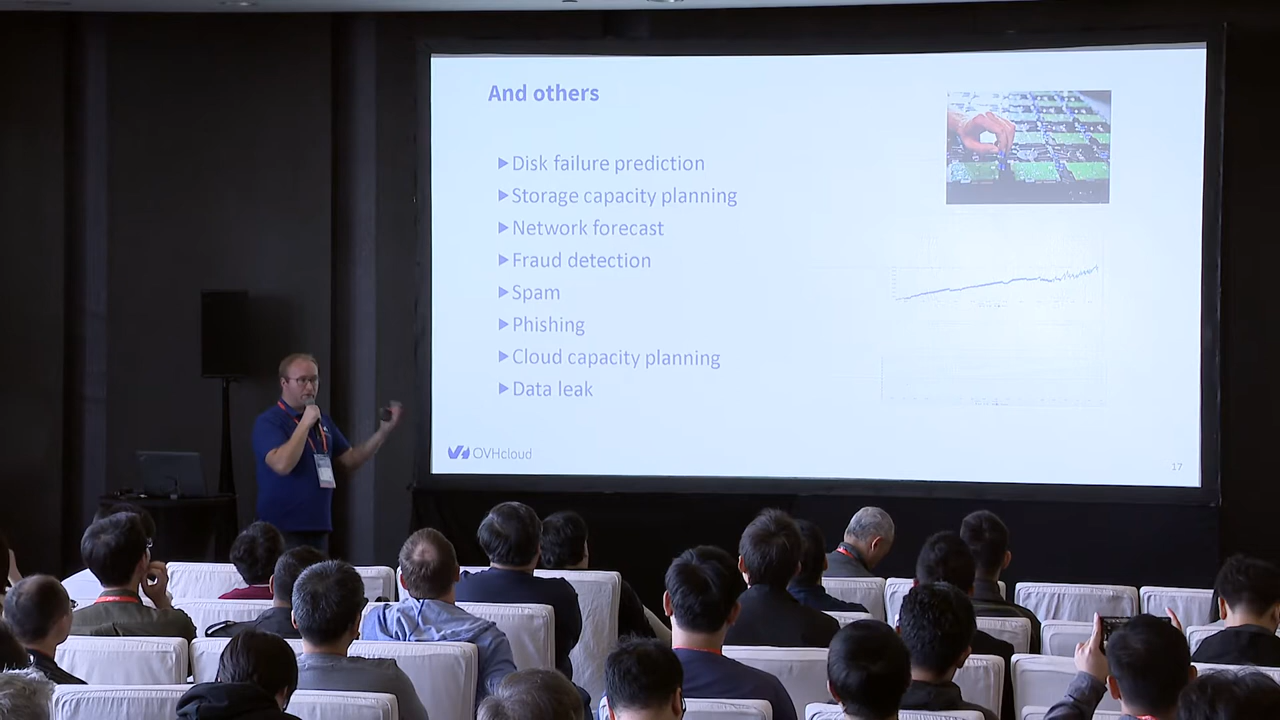 And others
▶Disk failure prediction
▶Storage capacity planning
▶Network forecast
▶Fraud detection
▶Spam
▶Phishing
▶Cloud capacity planning
▶Data leak
OVHcloud
17